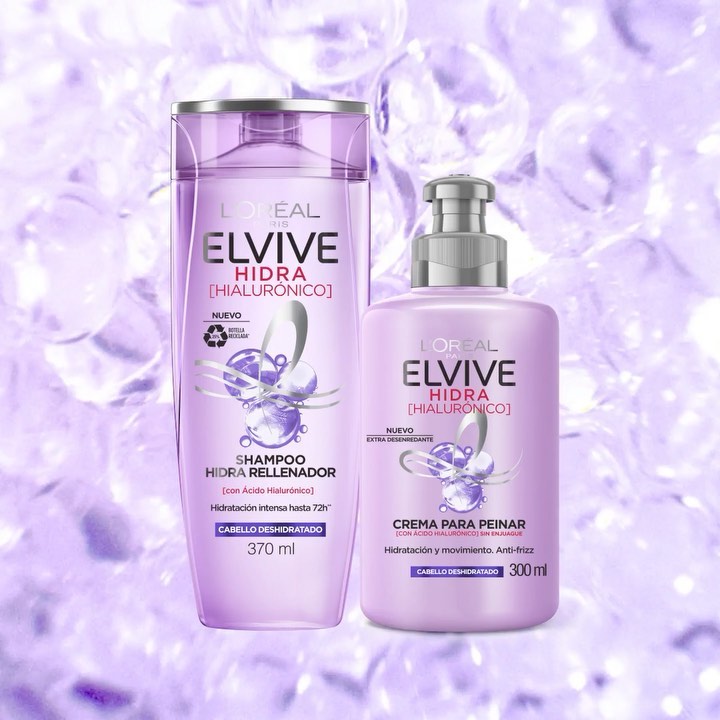 L'ORÉAL
PARIS
ELVIVE
HIDRA
[HIALURÓNICO]
NUEVO
BOTELLA
RECICLADA*
SHAMPOO
HIDRA RELLENADOR
[con Ácido Hialurónico]
Hidratación intensa hasta 72h**
CABELLO DESHIDRATADO
370 ml
L'ORÉAL
PARIS
ELVIVE
HIDRA
[HIALURÓNICO]
NUEVO
EXTRA DESENREDANTE
CREMA PARA PEINAR
[CON ÁCIDO HIALURÓNICO] SIN ENJUAGUE
Hidratación y movimiento. Anti-frizz
CABELLO DESHIDRATADO
300 ml